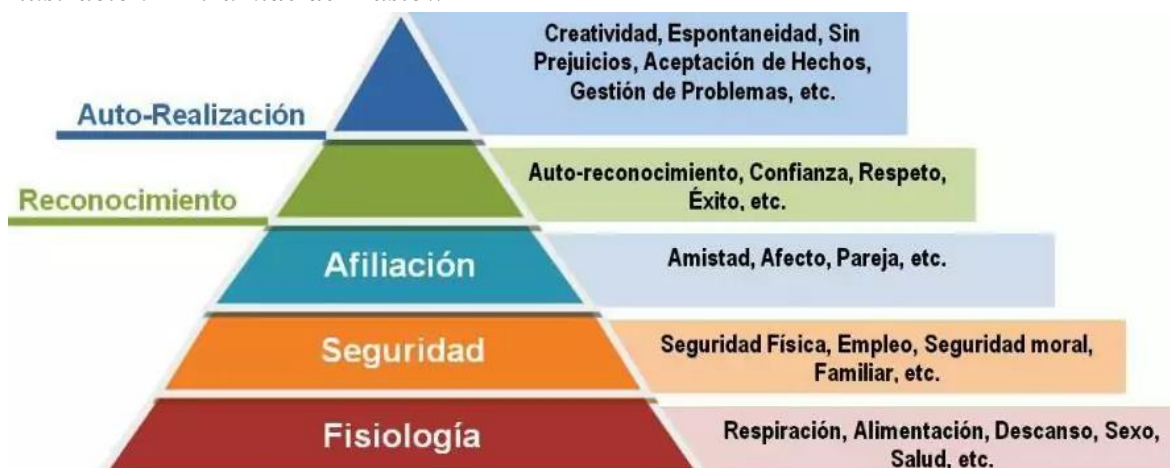 Creatividad, Espontaneidad, Sin
Prejuicios, Aceptación de Hechos,
Gestión de Problemas, etc.
Auto-Realización
Auto-reconocimiento, Confianza, Respeto,
Éxito, etc.
Reconocimiento
Afiliación
Amistad, Afecto, Pareja, etc.
Seguridad
Seguridad Física, Empleo, Seguridad moral,
Familiar, etc.
Fisiología
Respiración, Alimentación, Descanso, Sexo,
Salud, etc.